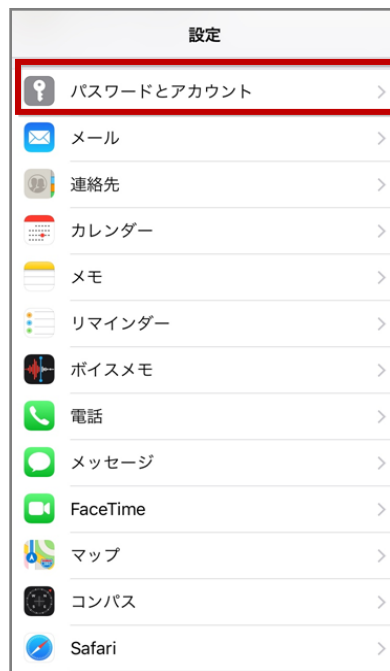 設定
パスワードとアカウント
メール
連絡先
カレンダー
メモ
リマインダー
ボイスメモ
電話
メッセージ
FaceTime
マップ
コンパス
Safari